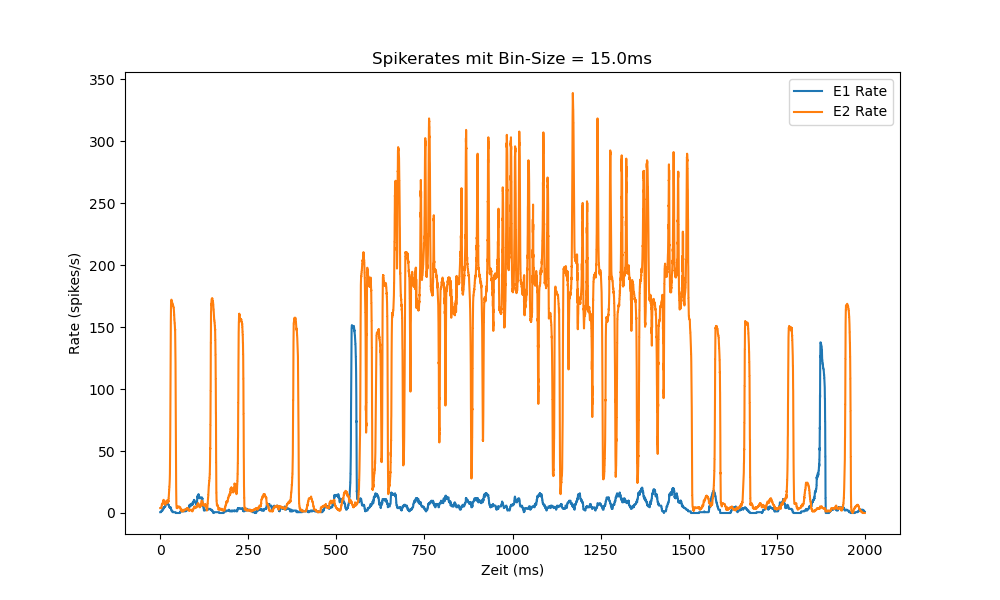 Spikerates mit Bin-Size = 15.0ms
E1 Rate
E2 Rate
Rate (spikes/s)
350
300
250
200
150
100
50
0
0 250 500 750 1000 1250 1500 1750 2000
Zeit (ms)